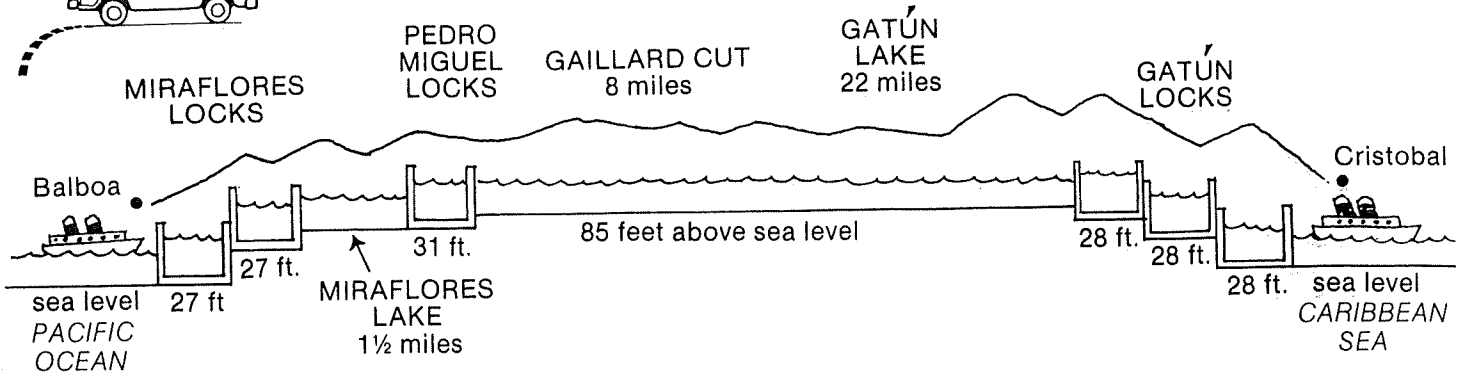 PEDRO
MIGUEL
LOCKS
GAILLARD CUT
8 miles
GATÚN
LAKE
22 miles
GATÚN
LOCKS
MIRAFLORES
LOCKS
Balboa
Cristobal
27 ft
27 ft.
31 ft.
85 feet above sea level
28 ft.
28 ft.
28 ft.
MIRAFLORES
LAKE
1½ miles
sea level
PACIFIC
OCEAN
sea level
CARIBBEAN
SEA